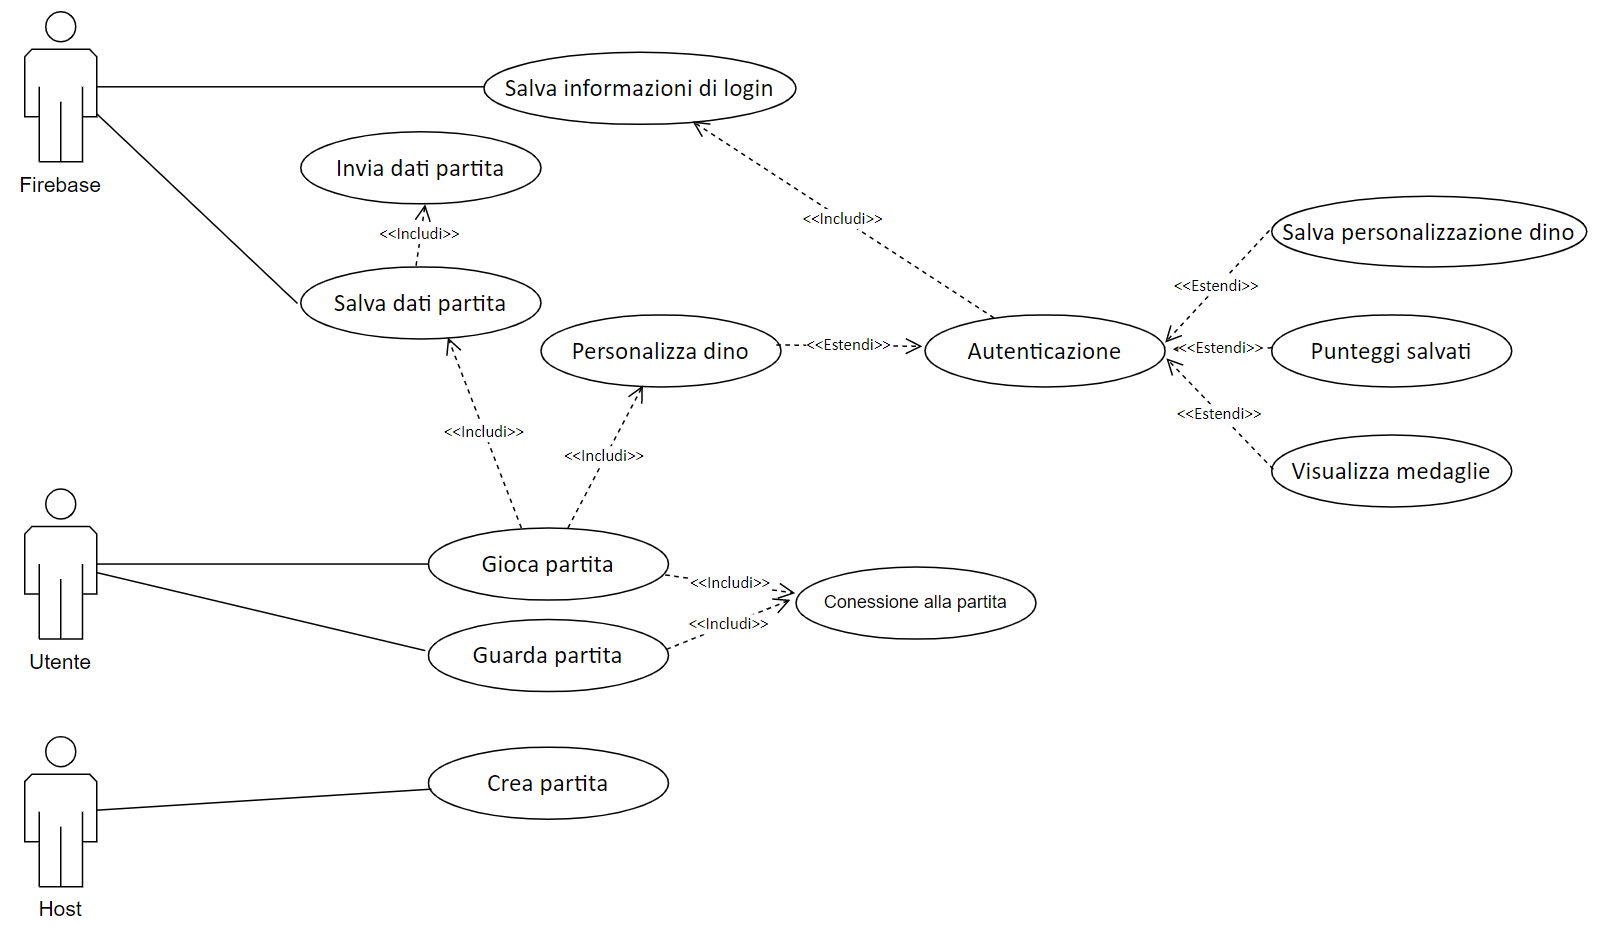 Salva informazioni di login
Invia dati partita
Firebase
<<Includi>>
<<Includi>>
Salva personalizzazione dino
<<Estendi>>
Salva dati partita
Personalizza dino
<<Estendi>>
Autenticazione
<<Estendi>>
Punteggi salvati
<<Estendi>>
<<Includi>>
<<Includi>>
Visualizza medaglie
Gioca partita
<<Includi>>
Conessione alla partita
<<Includi>>
Guarda partita
Utente
Crea partita
Host